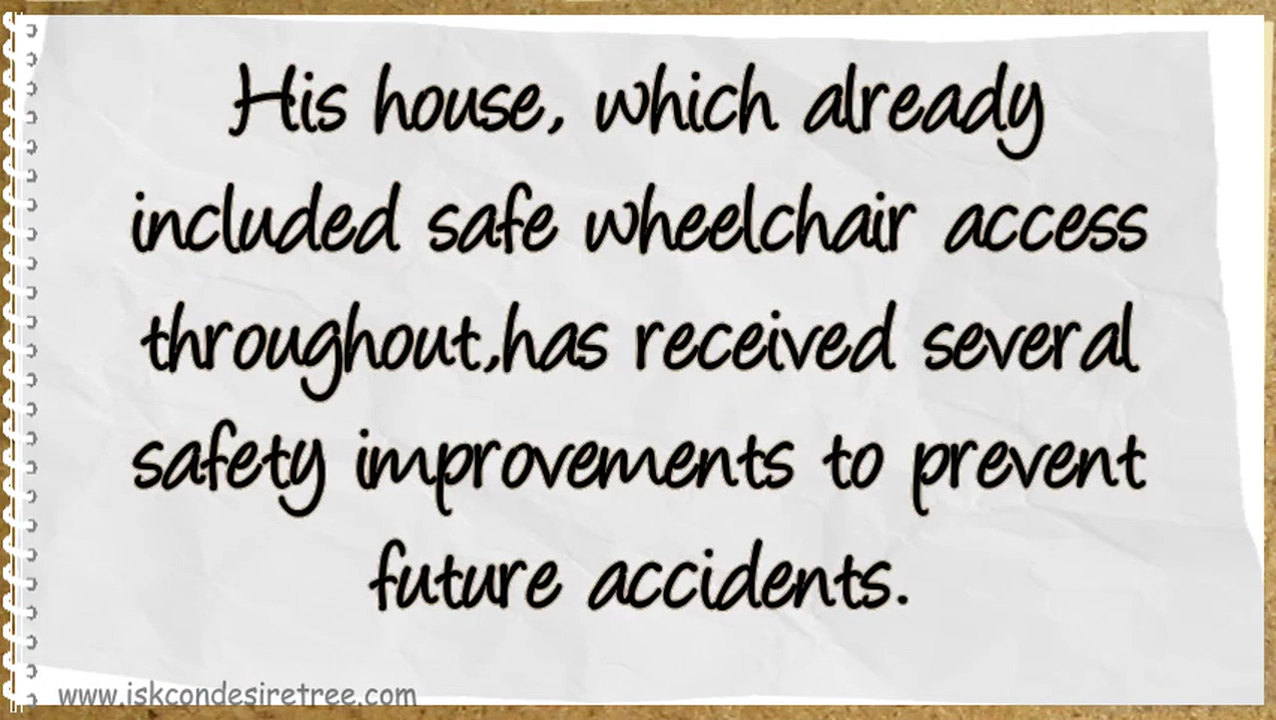 His house, which already
included safe wheelchair access
throughout,has received several
safety improvements to prevent
future accidents.
www.iskcondesiretree.com